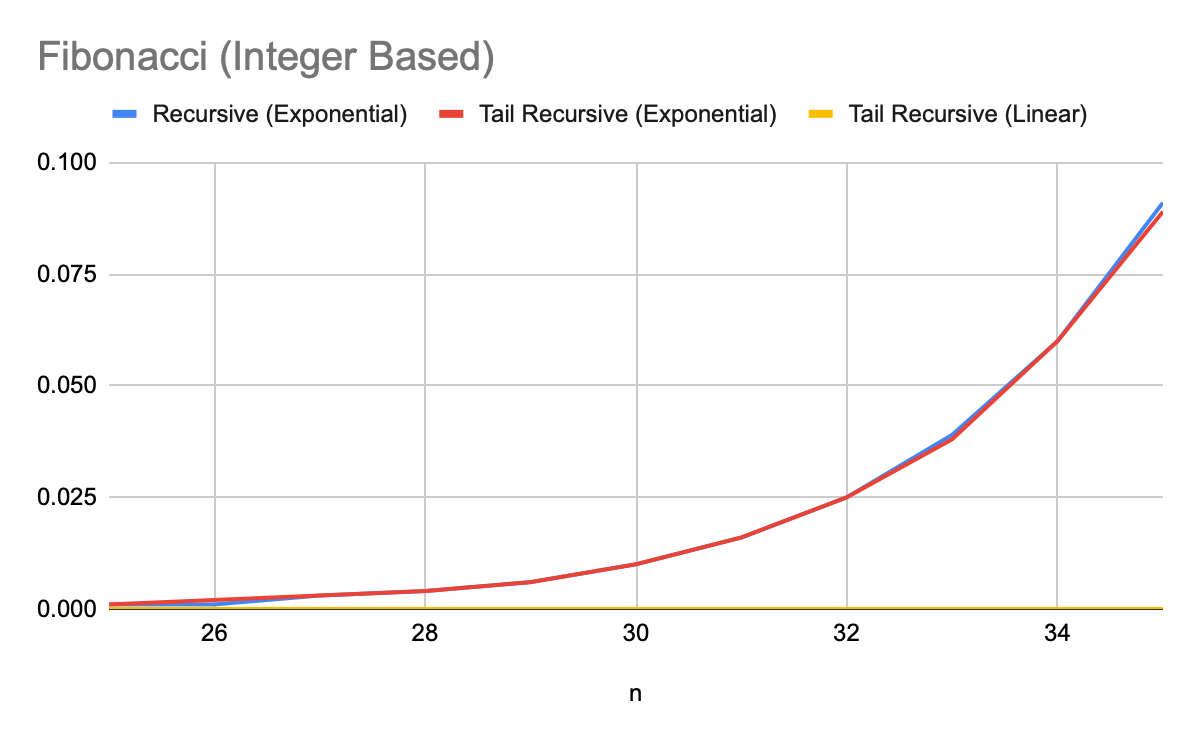 Fibonacci (Integer Based)
Recursive (Exponential) Tail Recursive (Exponential) Tail Recursive (Linear)
0.100
0.075
0.050
0.025
0.000
26 28 30 32 34
n